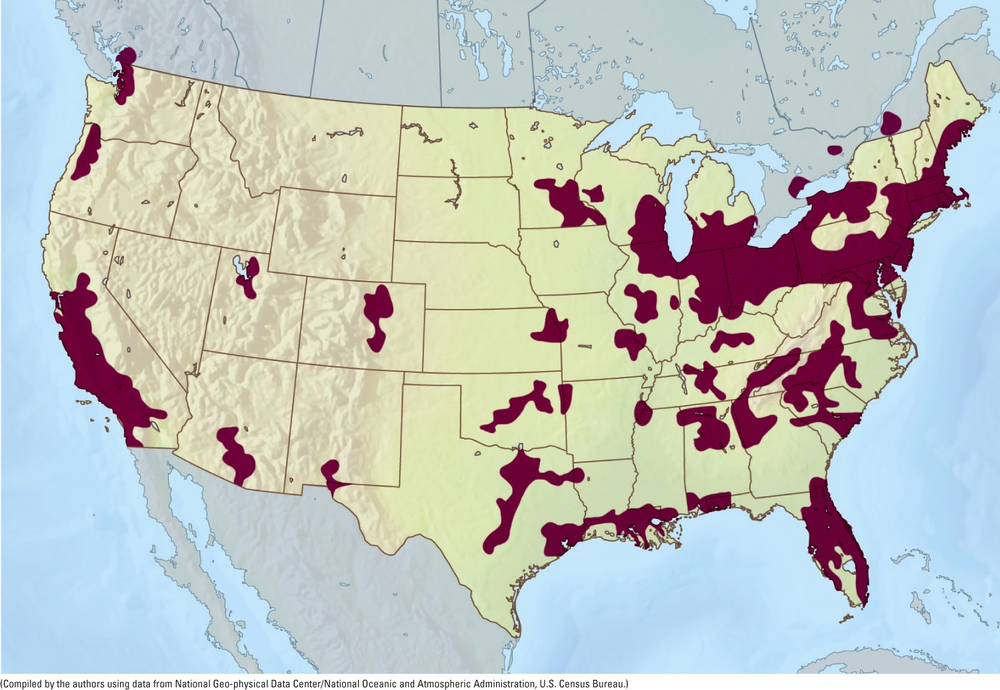 (Compiled by the authors using data from National Geo-physical Data Center/National Oceanic and Atmospheric Administration, U.S. Census Bureau.)